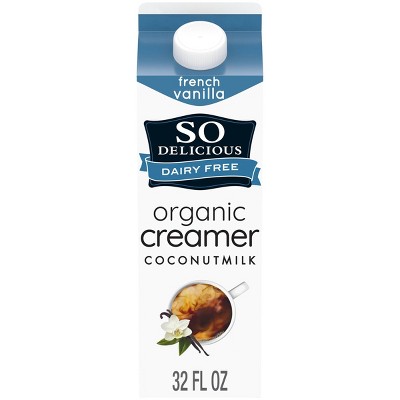 french
vanilla
SO
DELICIOUS
DAIRY FREE
organic
creamer
COCONUTMILK
32 FL OZ